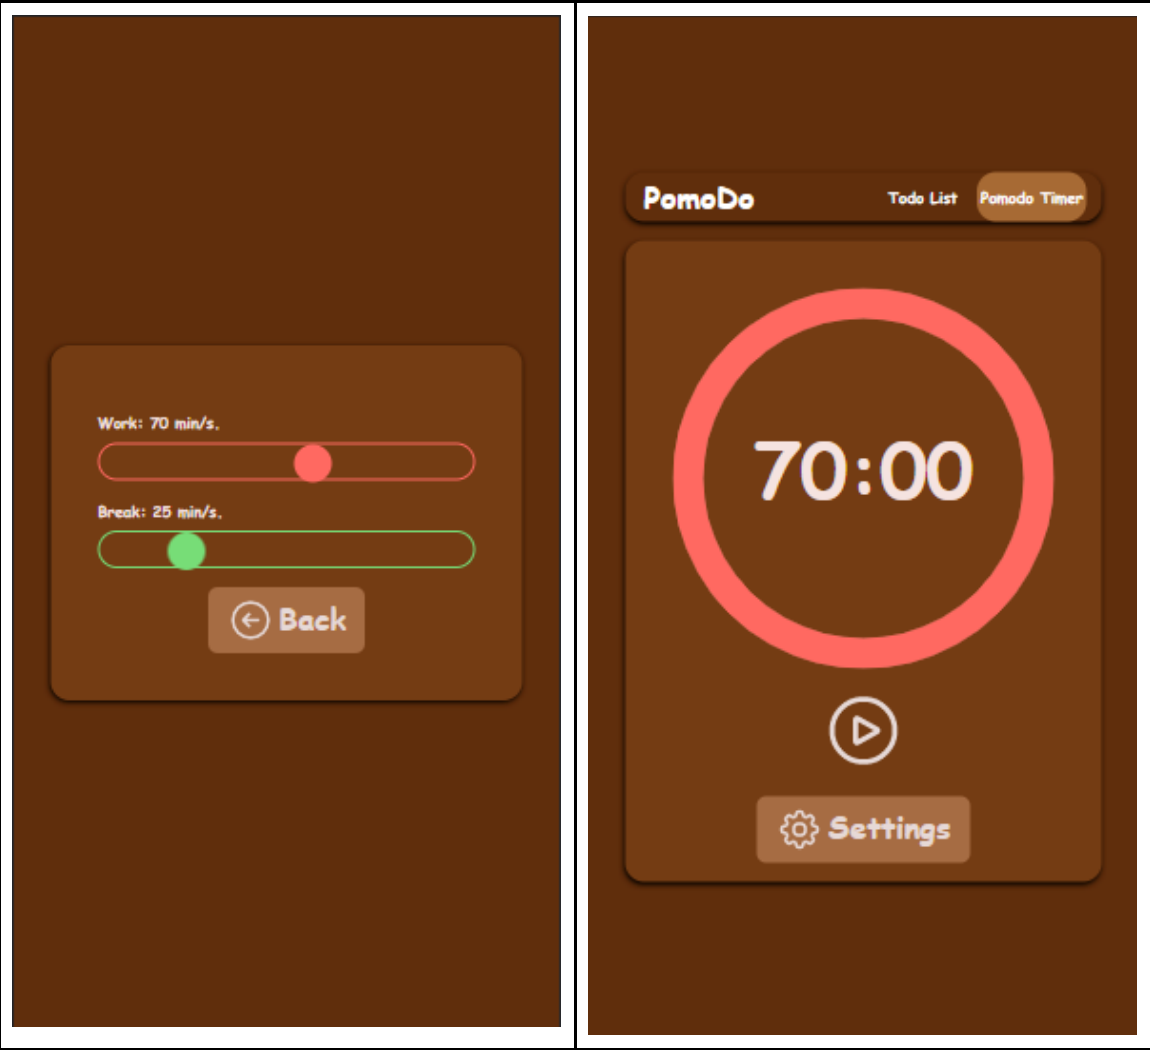 Work: 70 min/s.
Break: 25 min/s.
Back
PomoDo Todo List Pomodo Timer
70:00
Settings